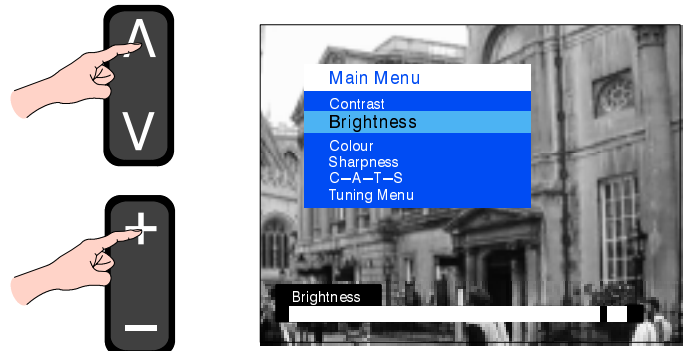 Main Menu
Contrast
Brightness
Colour
Sharpness
C–A–T–S
Tuning Menu
Brightness
+
–